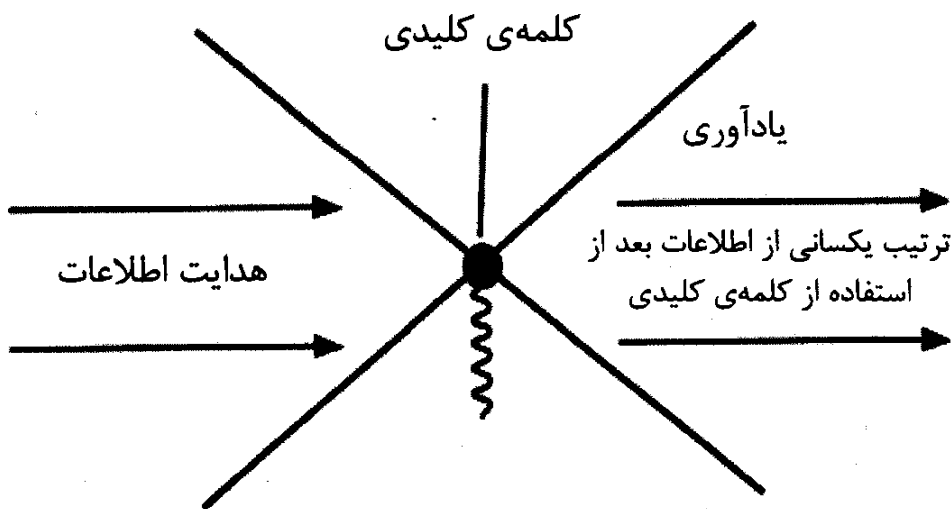 کلمه‌ی کلیدی
یادآوری
هدایت اطلاعات
ترتیب یکسانی از اطلاعات بعد از
استفاده از کلمه‌ی کلیدی